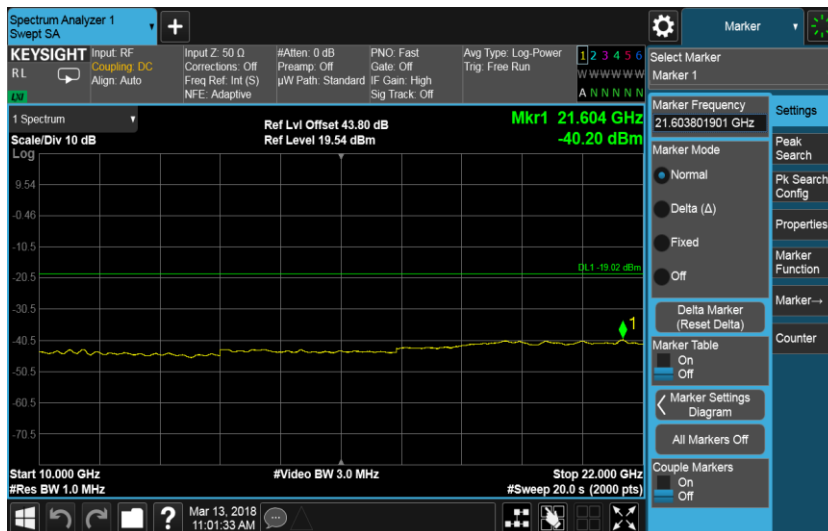 Spectrum Analyzer 1
Swept SA
Marker
KEYSIGHT
RL
LXI
Input: RF
Coupling: DC
Align: Auto
Input Z: 50 Ω
Corrections: Off
Freq Ref: Int (S)
NFE: Adaptive
#Atten: 0 dB
Preamp: Off
µW Path: Standard
PNO: Fast
Gate: Off
IF Gain: High
Sig Track: Off
Avg Type: Log-Power
Trig: Free Run
1 2 3 4 5 6
W W W W W W
A N N N N N
1 Spectrum
Scale/Div 10 dB
Log
Ref Lvl Offset 43.80 dB
Ref Level 19.54 dBm
Mkr1 21.604 GHz
-40.20 dBm
9.54
-0.46
-10.5
-20.5
-30.5
-40.5
-50.5
-60.5
-70.5
DL1 -19.02 dBm
1
Start 10.000 GHz
#Res BW 1.0 MHz
#Video BW 3.0 MHz
Stop 22.000 GHz
#Sweep 20.0 s (2000 pts)
Select Marker
Marker 1
Marker Frequency
21.603801901 GHz
Marker Mode
Normal
Delta (Δ)
Fixed
Off
Delta Marker
(Reset Delta)
Marker Table
On
Off
Marker Settings
Diagram
All Markers Off
Couple Markers
On
Off
Settings
Peak
Search
Pk Search
Config
Properties
Marker
Function
Marker→
Counter
?
Mar 13, 2018
11:01:33 AM